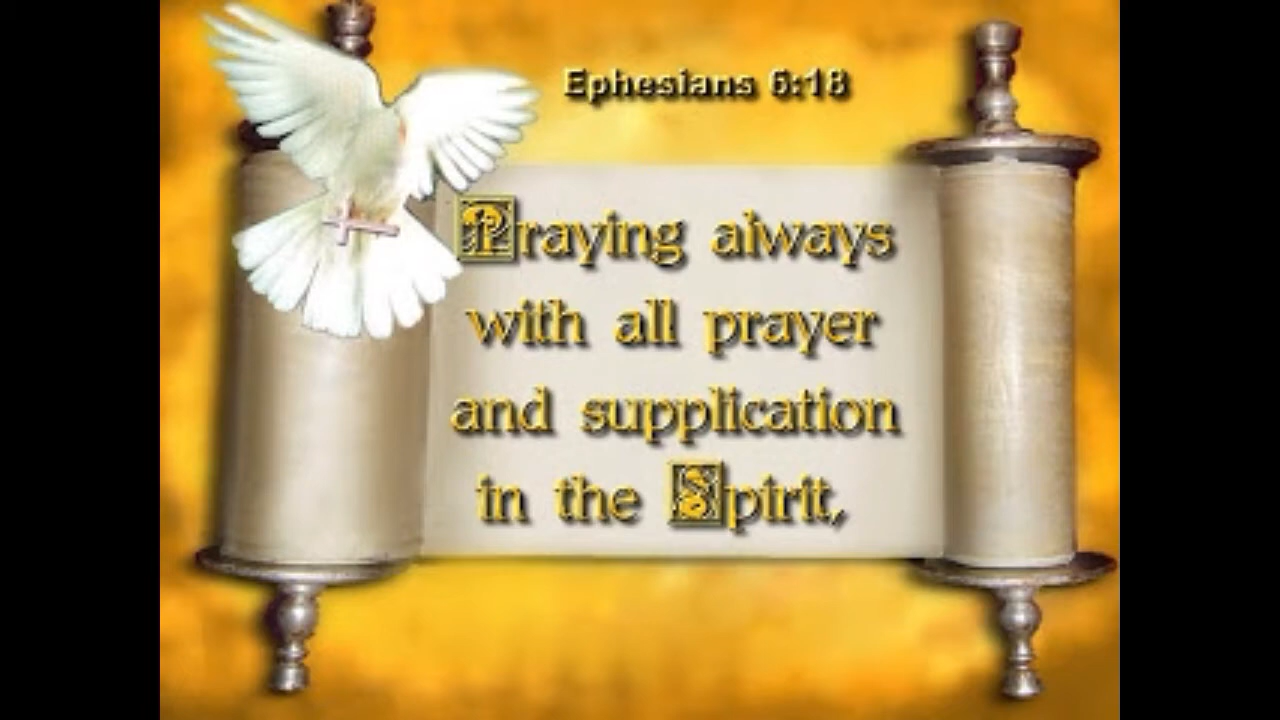 Ephesians 6:18
Praying always
with all prayer
and supplication
in the Spirit,